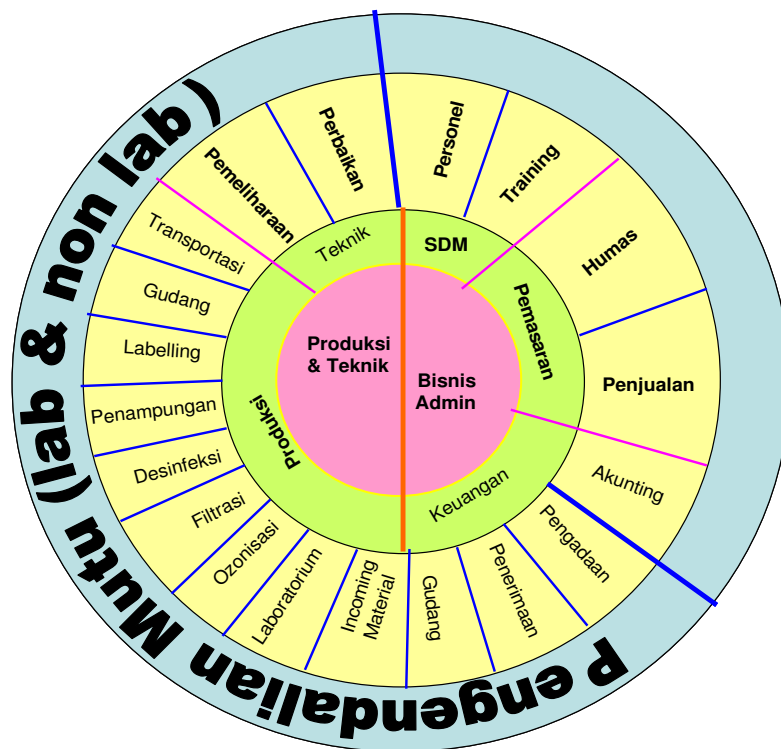 Pengendalian Mutu (lab & non lab)
Perbaikan
Personel
Training
Humas
Penjualan
Akunting
Pengadaan
Penerimaan
Gudang
Incoming
Material
Laboratorium
Ozonisasi
Filtrasi
Desinfeksi
Penampungan
Labelling
Gudang
Transportasi
Pemeliharaan
Teknik
SDM
Pemasaran
Keuangan
Produksi
Produksi
& Teknik
Bisnis
Admin